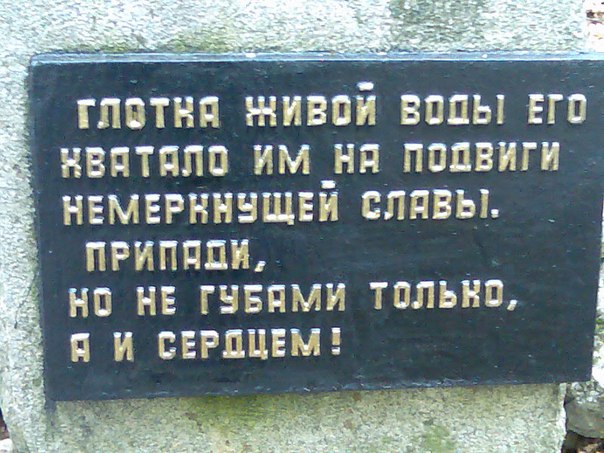 ГЛОТКА ЖИВОЙ ВОДЫ ЕГО
ХВАТАЛО ИМ НА ПОДВИГИ
НЕМЕРКНУЩЕЙ СЛАВЫ.
ПРИПАДИ,
НО НЕ ГУБАМИ ТОЛЬКО,
А И СЕРДЦЕМ!